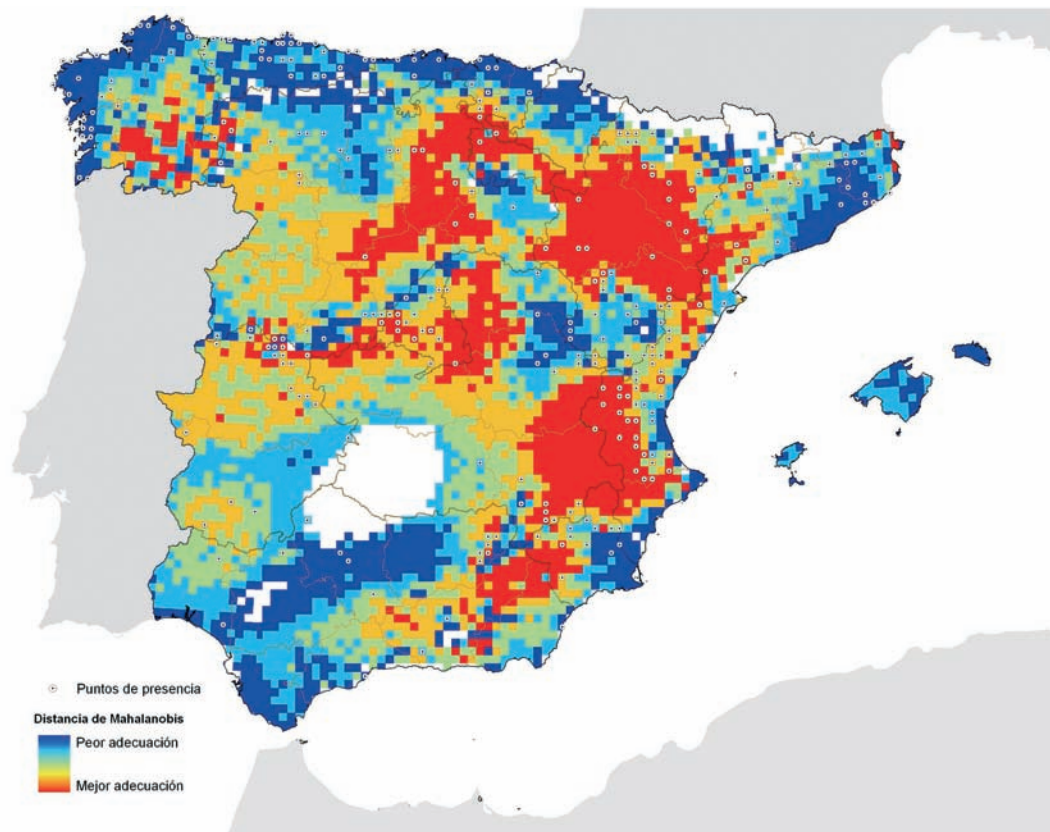 Puntos de presencia
Distancia de Mahalanobis
Peor adecuación
Mejor adecuación